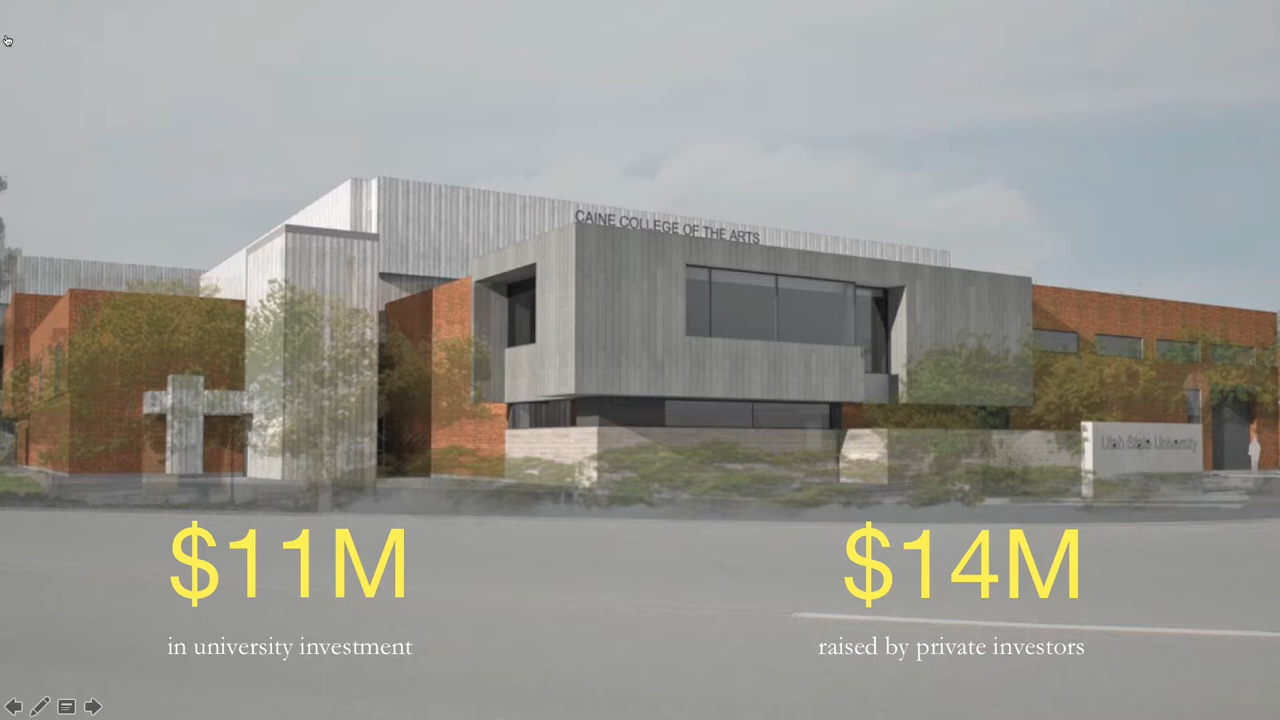 CAINE COLLEGE OF THE ARTS
Utah State University
$11M
in university investment
$14M
raised by private investors